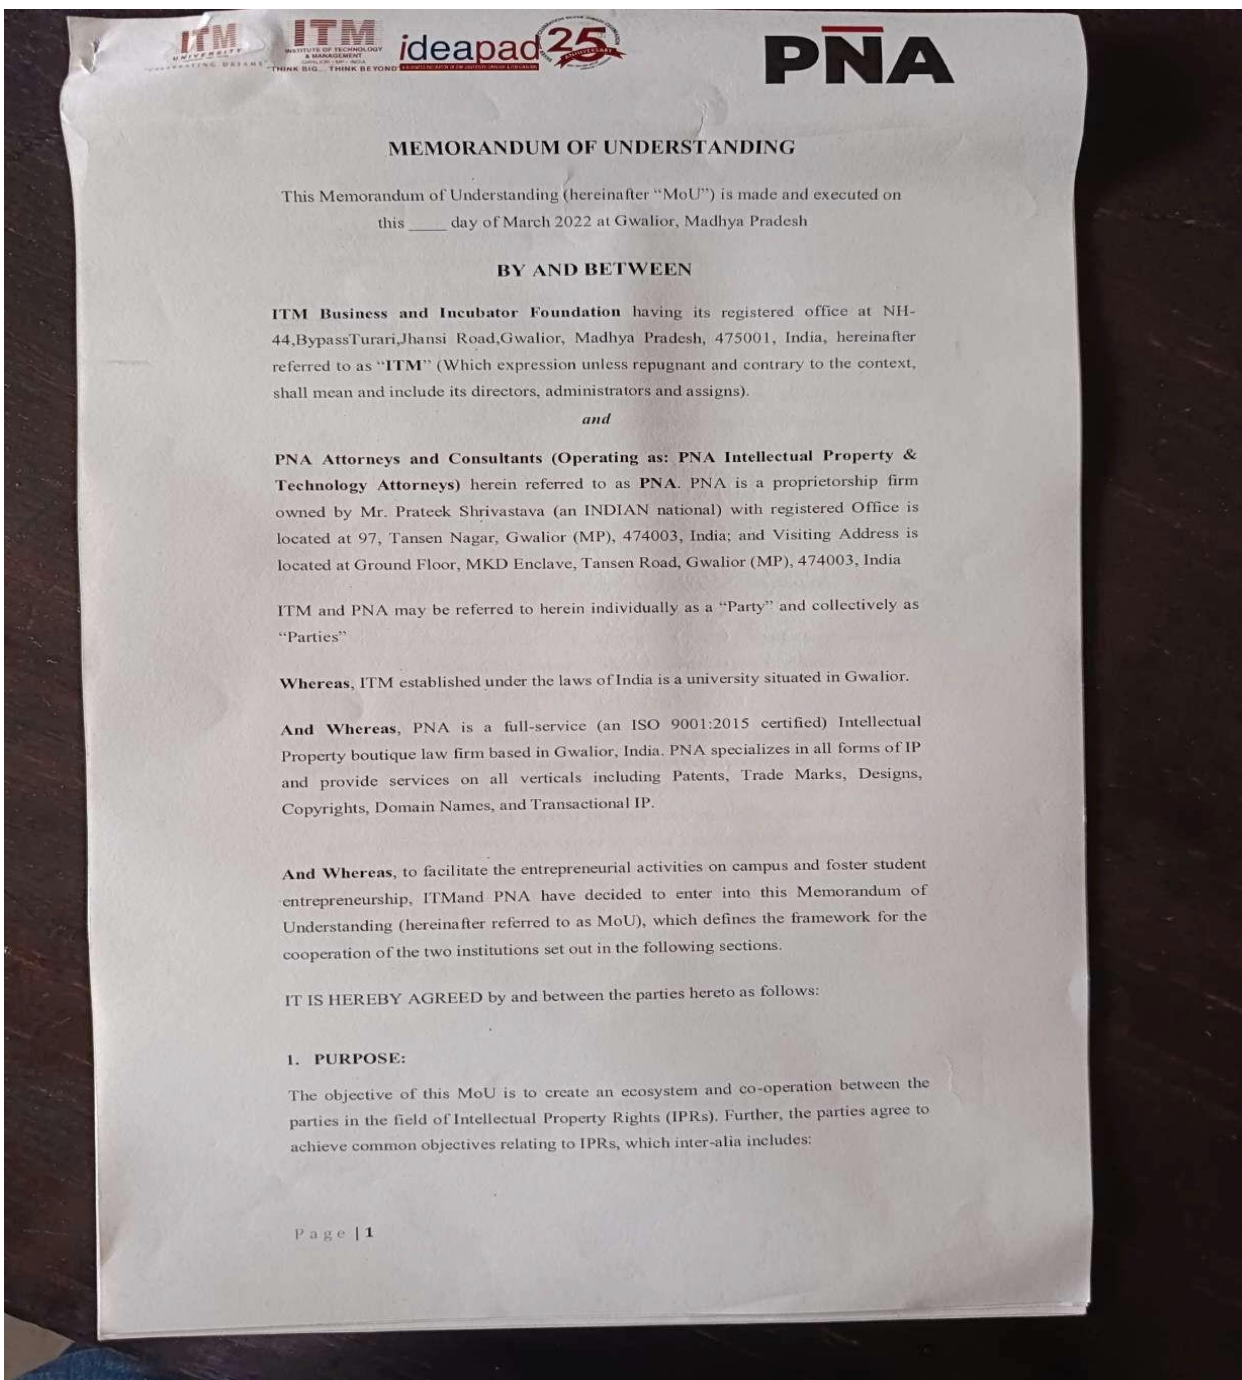 ITM
UNIVERSITY
ITM
INSTITUTE OF TECHNOLOGY
& MANAGEMENT
"THINK BIG... THINK BEYOND"
ideapad
25
ANNIVERSARY
PNA
MEMORANDUM OF UNDERSTANDING
This Memorandum of Understanding (hereinafter “MoU”) is made and executed on
this ____ day of March 2022 at Gwalior, Madhya Pradesh
BY AND BETWEEN
ITM Business and Incubator Foundation having its registered office at NH-
44,BypassTurari,Jhansi Road,Gwalior, Madhya Pradesh, 475001, India, hereinafter
referred to as “ITM” (Which expression unless repugnant and contrary to the context,
shall mean and include its directors, administrators and assigns).
and
PNA Attorneys and Consultants (Operating as: PNA Intellectual Property &
Technology Attorneys) herein referred to as PNA. PNA is a proprietorship firm
owned by Mr. Prateek Shrivastava (an INDIAN national) with registered Office is
located at 97, Tansen Nagar, Gwalior (MP), 474003, India; and Visiting Address is
located at Ground Floor, MKD Enclave, Tansen Road, Gwalior (MP), 474003, India
ITM and PNA may be referred to herein individually as a “Party” and collectively as
“Parties”
Whereas, ITM established under the laws of India is a university situated in Gwalior.
And Whereas, PNA is a full-service (an ISO 9001:2015 certified) Intellectual
Property boutique law firm based in Gwalior, India. PNA specializes in all forms of IP
and provide services on all verticals including Patents, Trade Marks, Designs,
Copyrights, Domain Names, and Transactional IP.
And Whereas, to facilitate the entrepreneurial activities on campus and foster student
entrepreneurship, ITMand PNA have decided to enter into this Memorandum of
Understanding (hereinafter referred to as MoU), which defines the framework for the
cooperation of the two institutions set out in the following sections.
IT IS HEREBY AGREED by and between the parties hereto as follows:
1. PURPOSE:
The objective of this MoU is to create an ecosystem and co-operation between the
parties in the field of Intellectual Property Rights (IPRs). Further, the parties agree to
achieve common objectives relating to IPRs, which inter-alia includes:
Page | 1